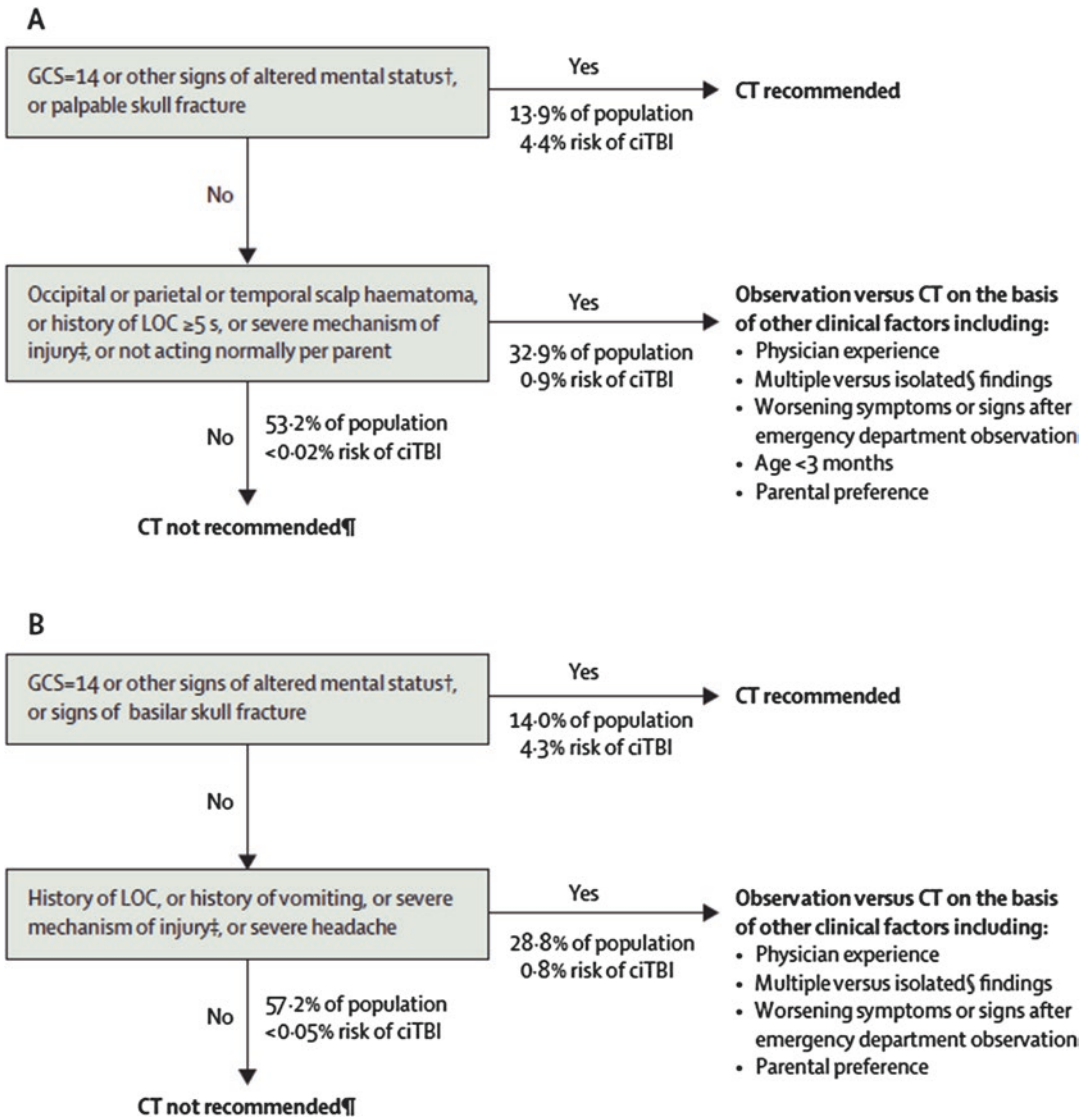 A
GCS=14 or other signs of altered mental status†,
or palpable skull fracture
Yes
13·9% of population
4·4% risk of ciTBI
CT recommended
No
Occipital or parietal or temporal scalp haematoma,
or history of LOC ≥5 s, or severe mechanism of
injury‡, or not acting normally per parent
Yes
32·9% of population
0·9% risk of ciTBI
Observation versus CT on the basis
of other clinical factors including:
• Physician experience
• Multiple versus isolated§ findings
• Worsening symptoms or signs after
emergency department observation
• Age <3 months
• Parental preference
No
53·2% of population
<0·02% risk of ciTBI
CT not recommended¶
B
GCS=14 or other signs of altered mental status†,
or signs of basilar skull fracture
Yes
14·0% of population
4·3% risk of ciTBI
CT recommended
No
History of LOC, or history of vomiting, or severe
mechanism of injury‡, or severe headache
Yes
28·8% of population
0·8% risk of ciTBI
Observation versus CT on the basis
of other clinical factors including:
• Physician experience
• Multiple versus isolated§ findings
• Worsening symptoms or signs after
emergency department observation
• Parental preference
No
57·2% of population
<0·05% risk of ciTBI
CT not recommended¶